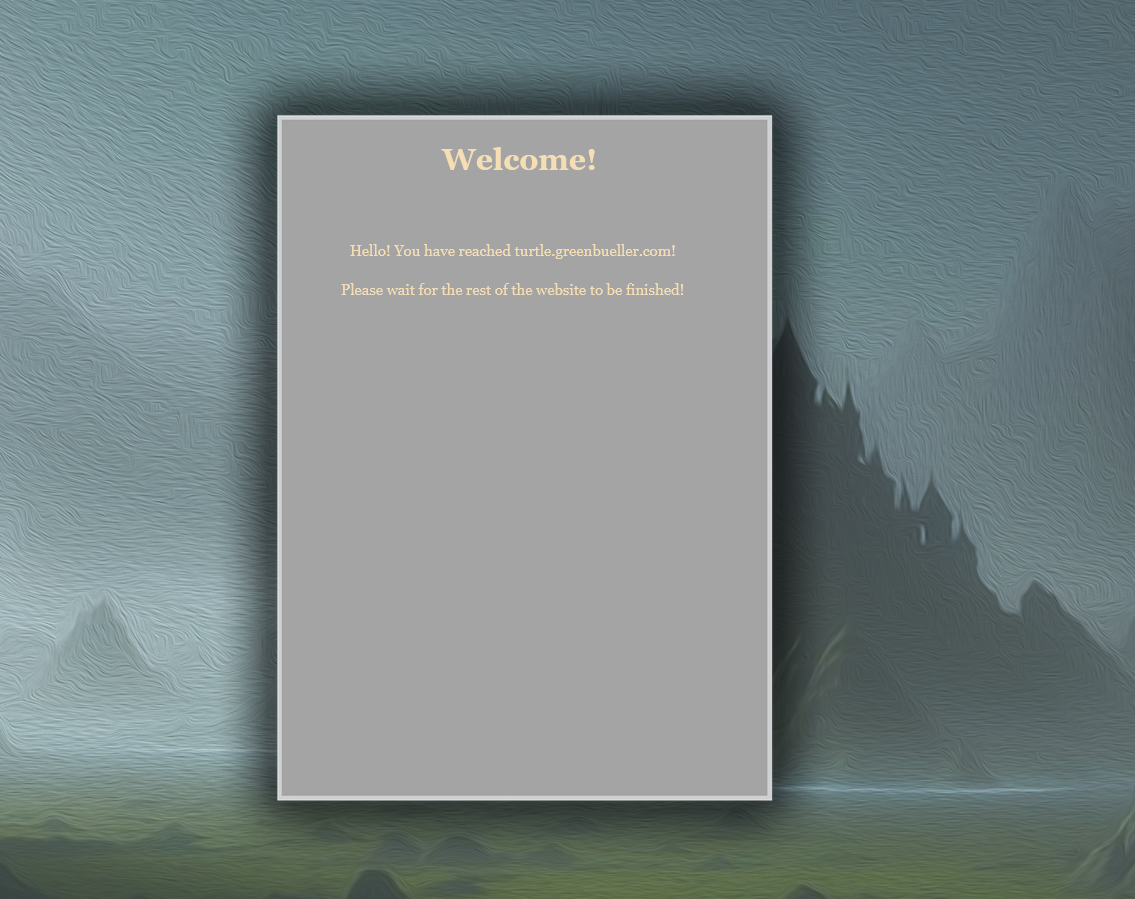 Welcome!
Hello! You have reached turtle.greenbueller.com!
Please wait for the rest of the website to be finished!